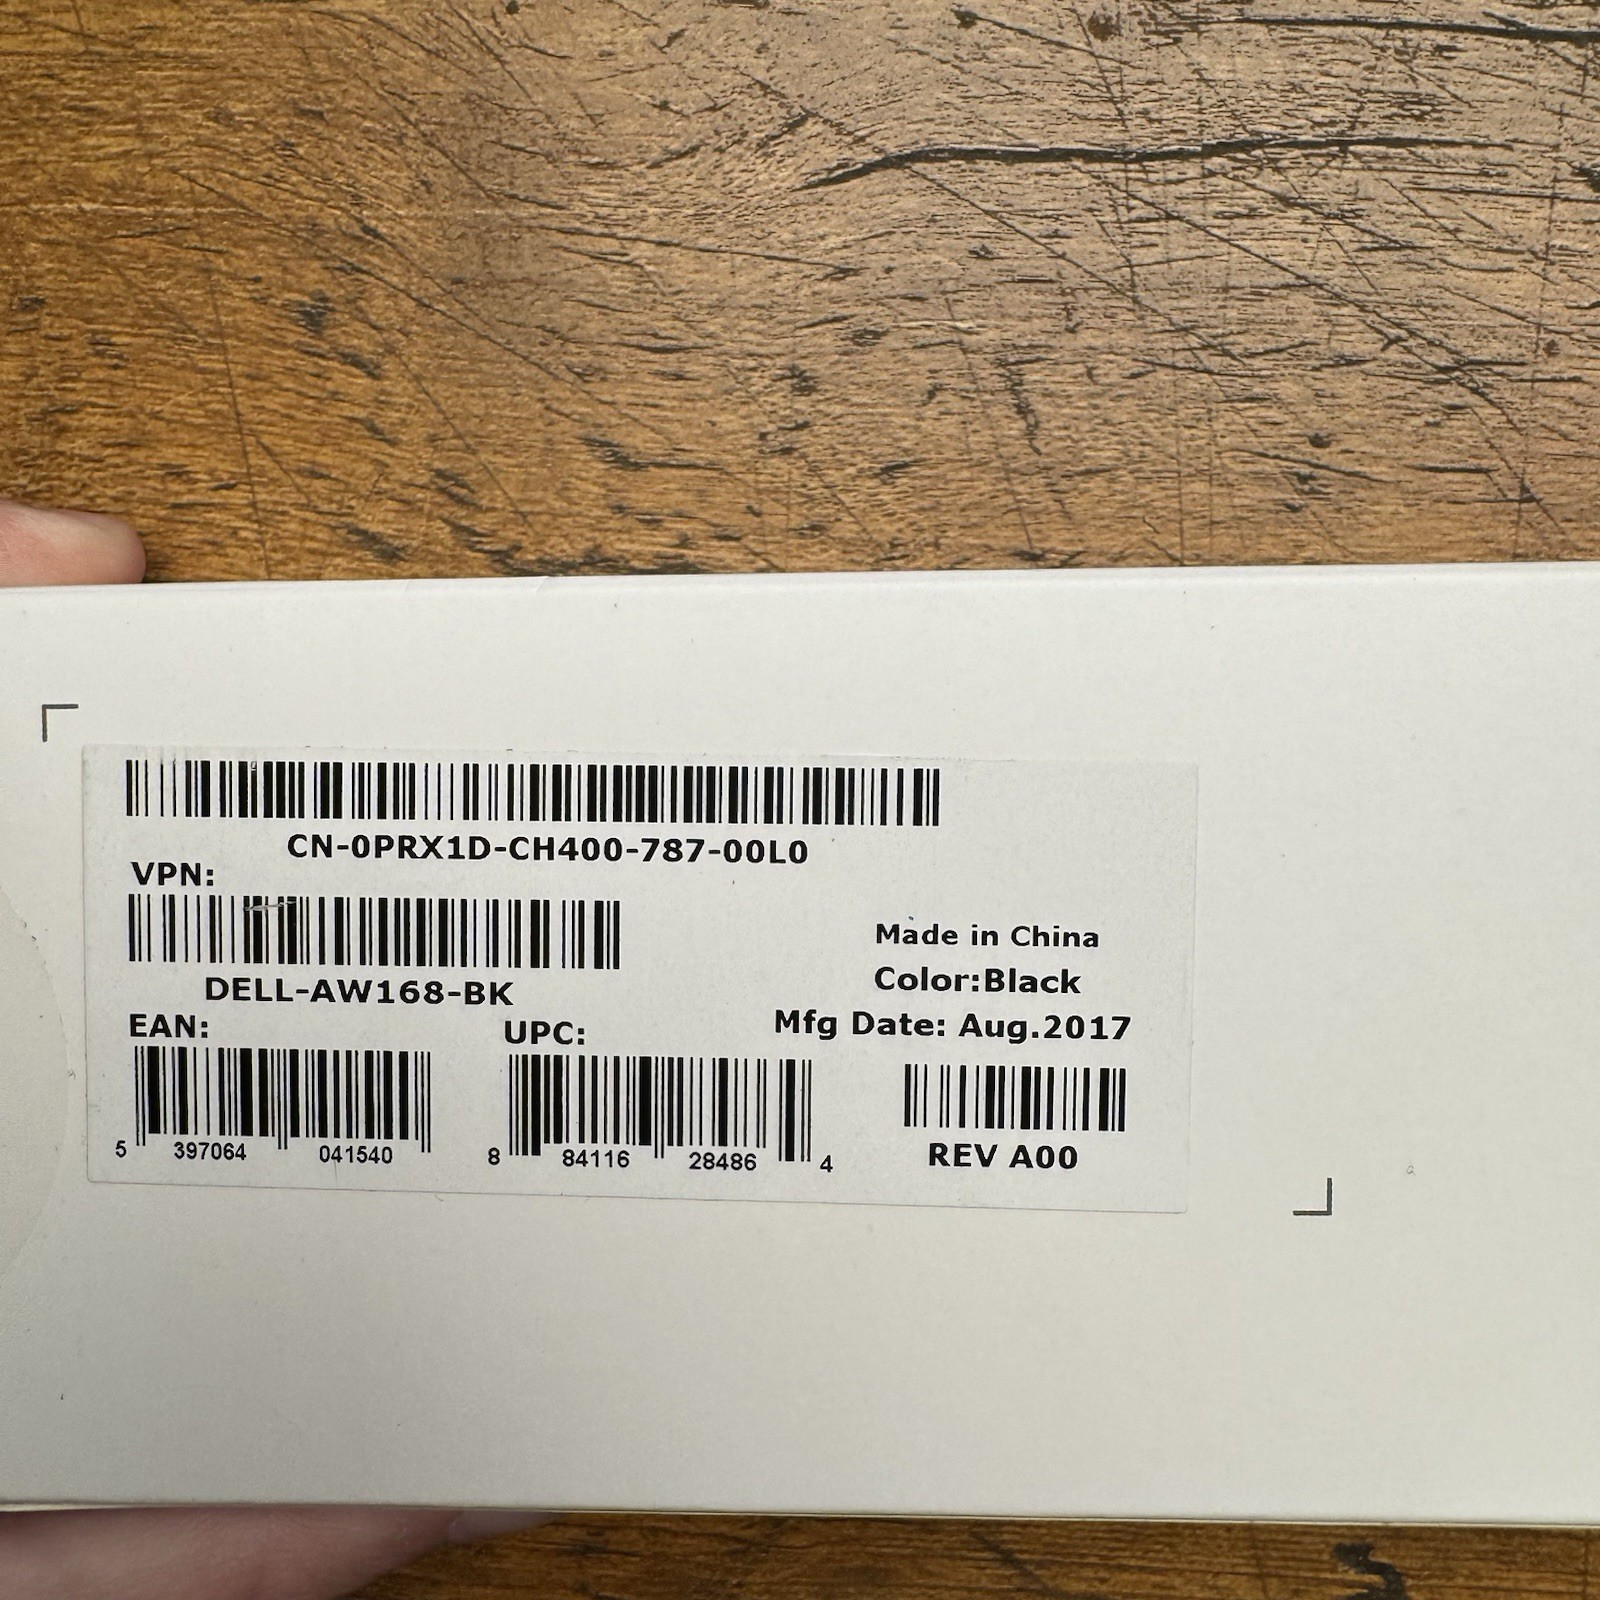 CN-0PRX1D-CH400-787-00L0
VPN:
DELL-AW168-BK
Made in China
Color:Black
Mfg Date: Aug.2017
EAN:
5 397064 041540
UPC:
8 84116 28486 4
REV A00